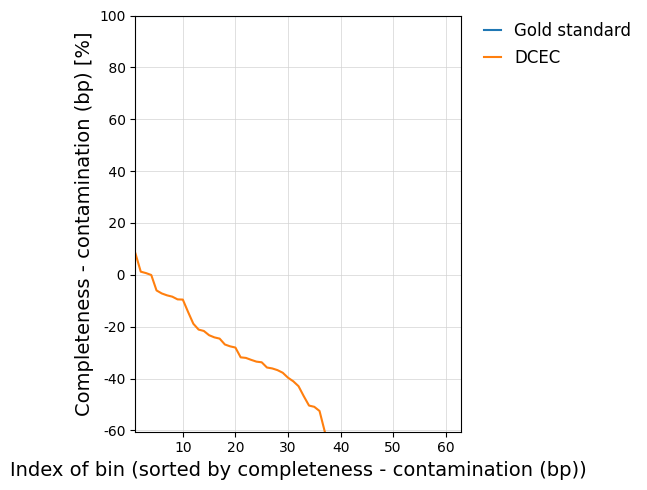 Gold standard
DCEC
Completeness - contamination (bp) [%]
100
80
60
40
20
0
-20
-40
-60
10 20 30 40 50 60
Index of bin (sorted by completeness - contamination (bp))